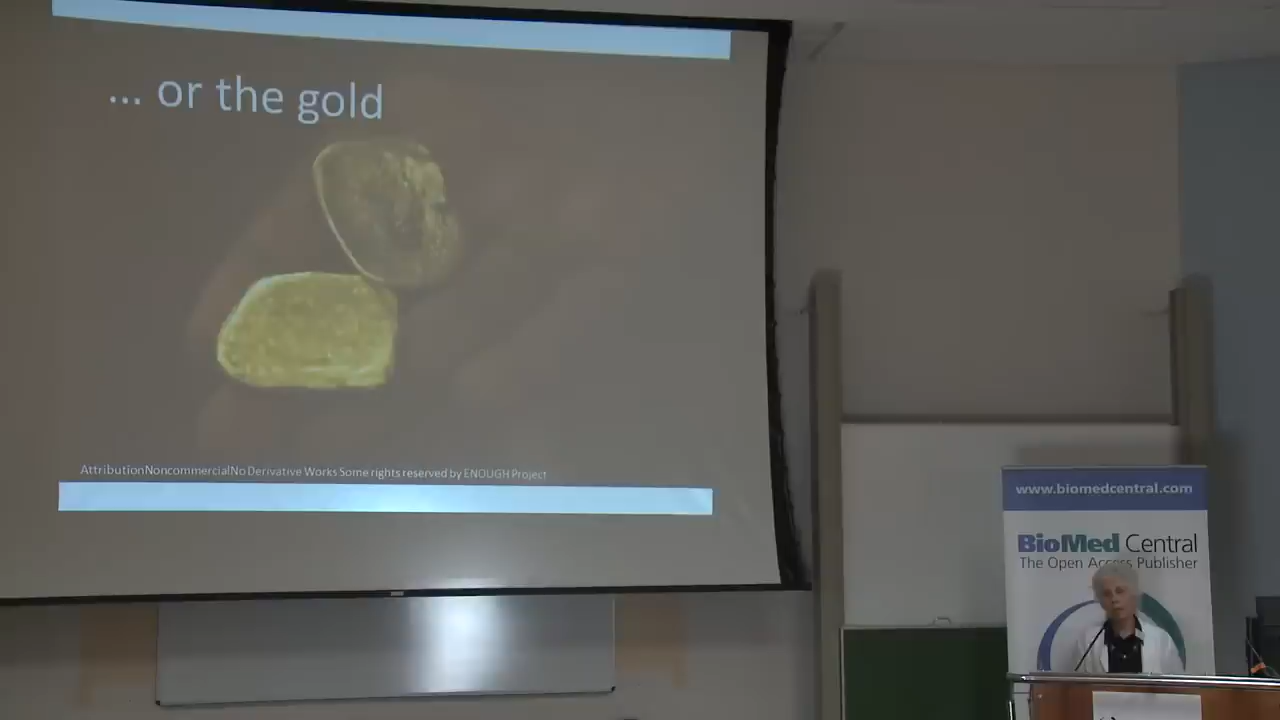 ... or the gold
AttributionNoncommercialNo Derivative Works Some rights reserved by ENOUGH Project
www.biomedcentral.com
BioMed Central
The Open Access Publisher